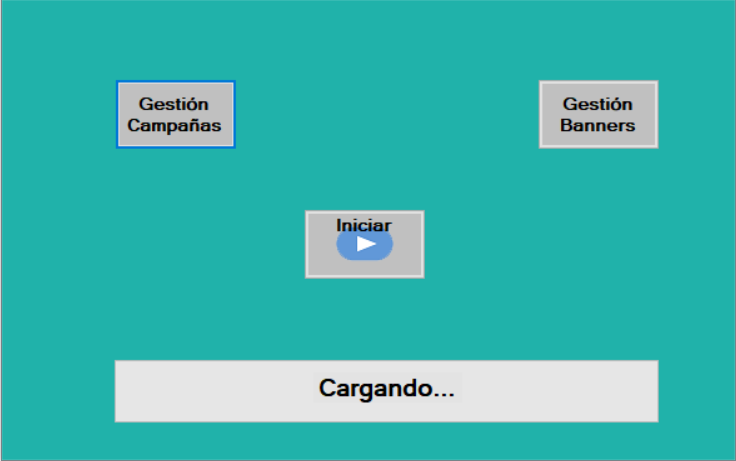 Gestión
Campañas
Gestión
Banners
Iniciar
Cargando...